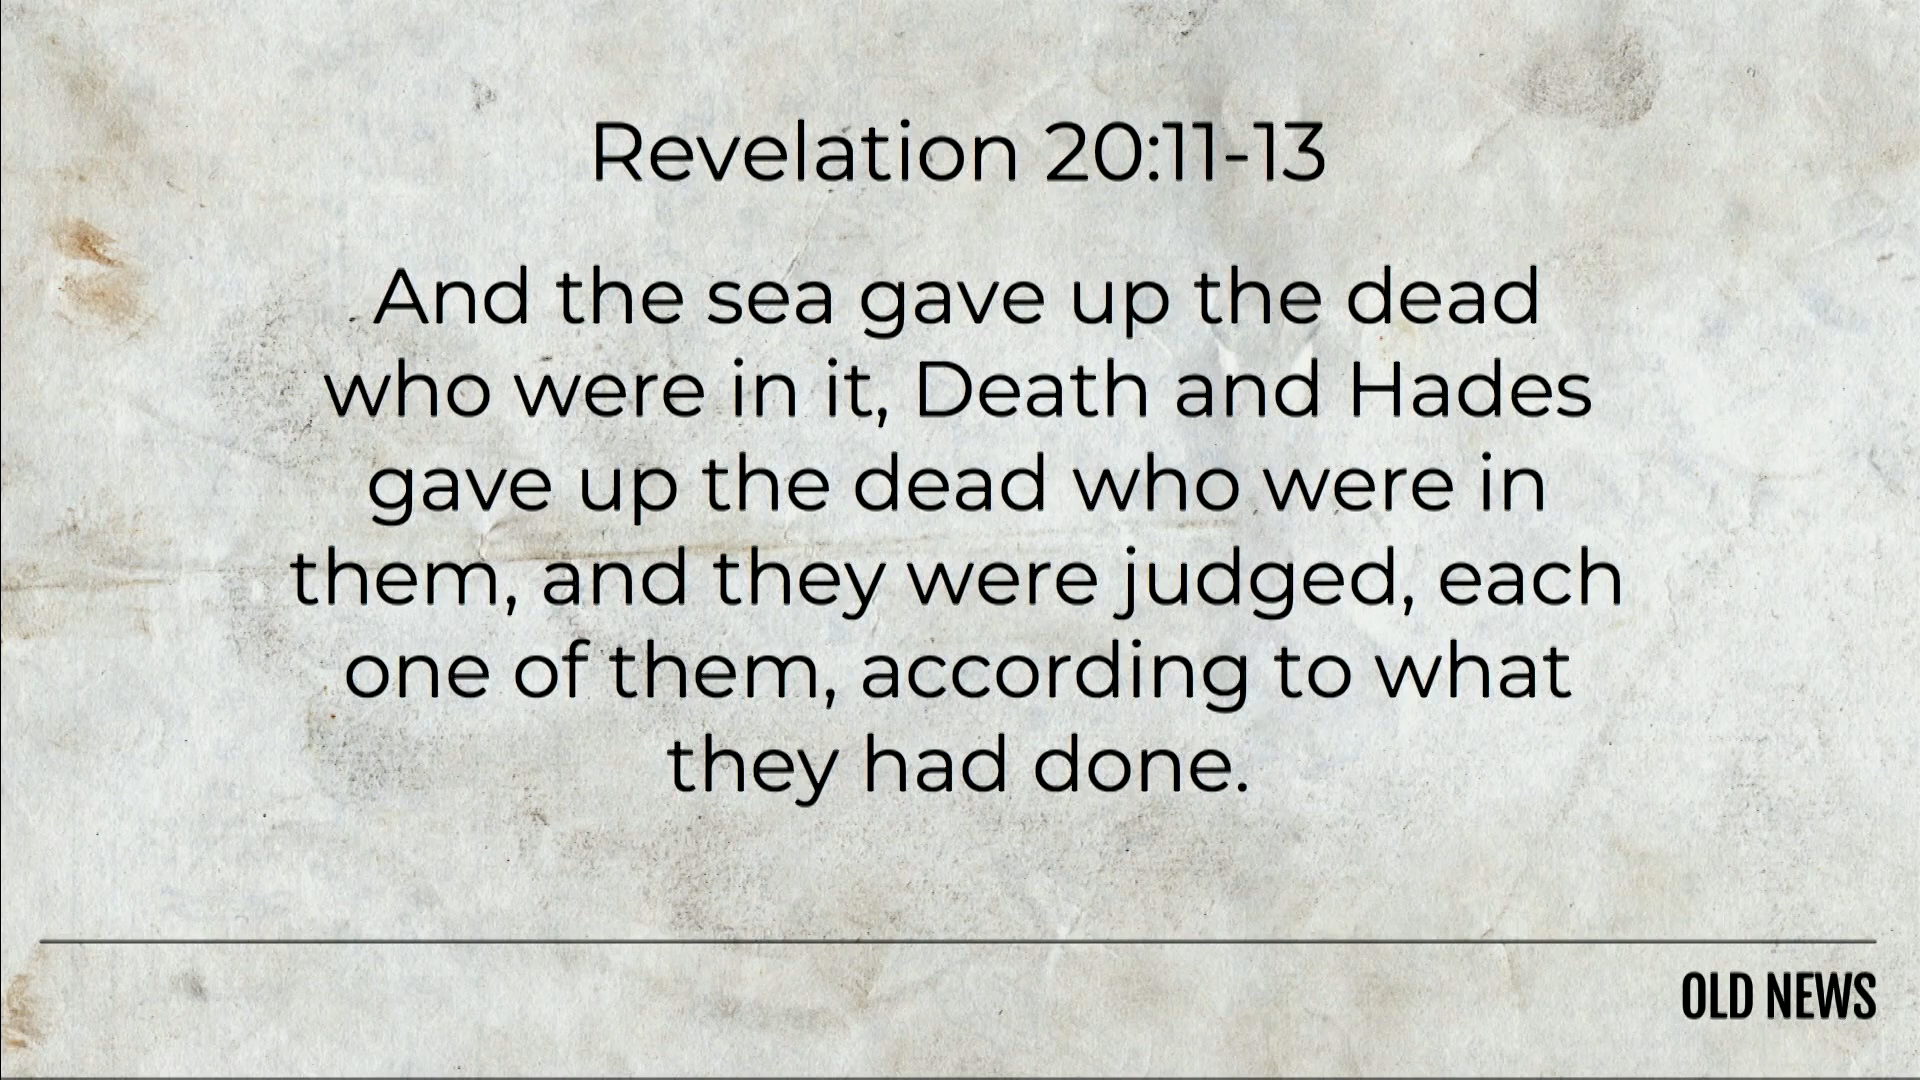 Revelation 20:11-13
And the sea gave up the dead
who were in it, Death and Hades
gave up the dead who were in
them, and they were judged, each
one of them, according to what
they had done.
OLD NEWS